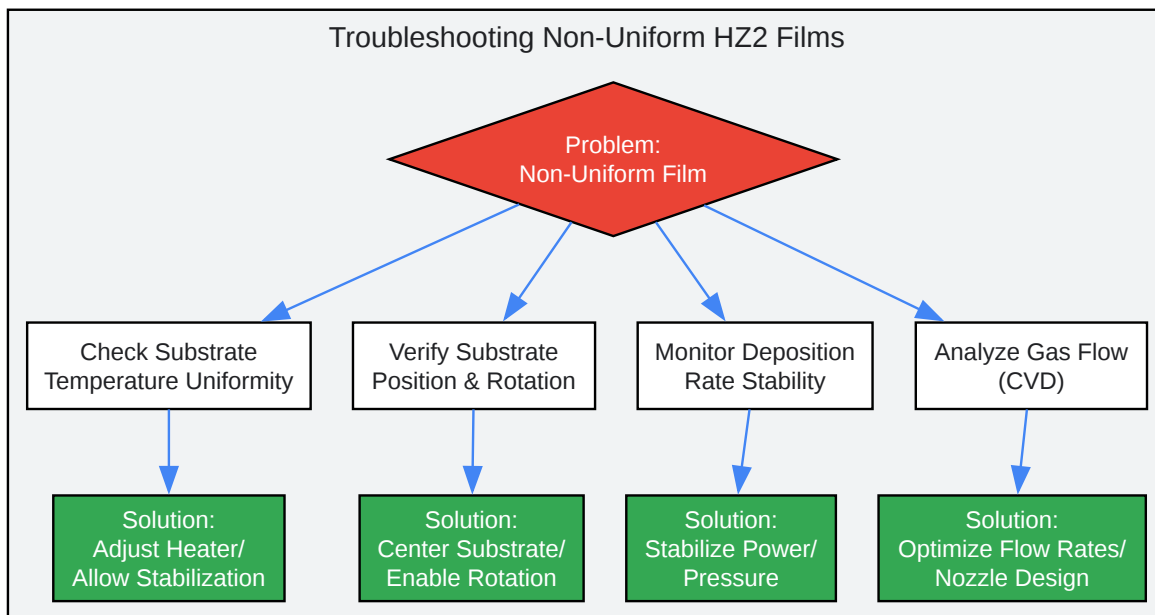 Troubleshooting Non-Uniform HZ2 Films
Problem:
Non-Uniform Film
Check Substrate
Temperature Uniformity
Verify Substrate
Position & Rotation
Monitor Deposition
Rate Stability
Analyze Gas Flow
(CVD)
Solution:
Adjust Heater/
Allow Stabilization
Solution:
Center Substrate/
Enable Rotation
Solution:
Stabilize Power/
Pressure
Solution:
Optimize Flow Rates/
Nozzle Design